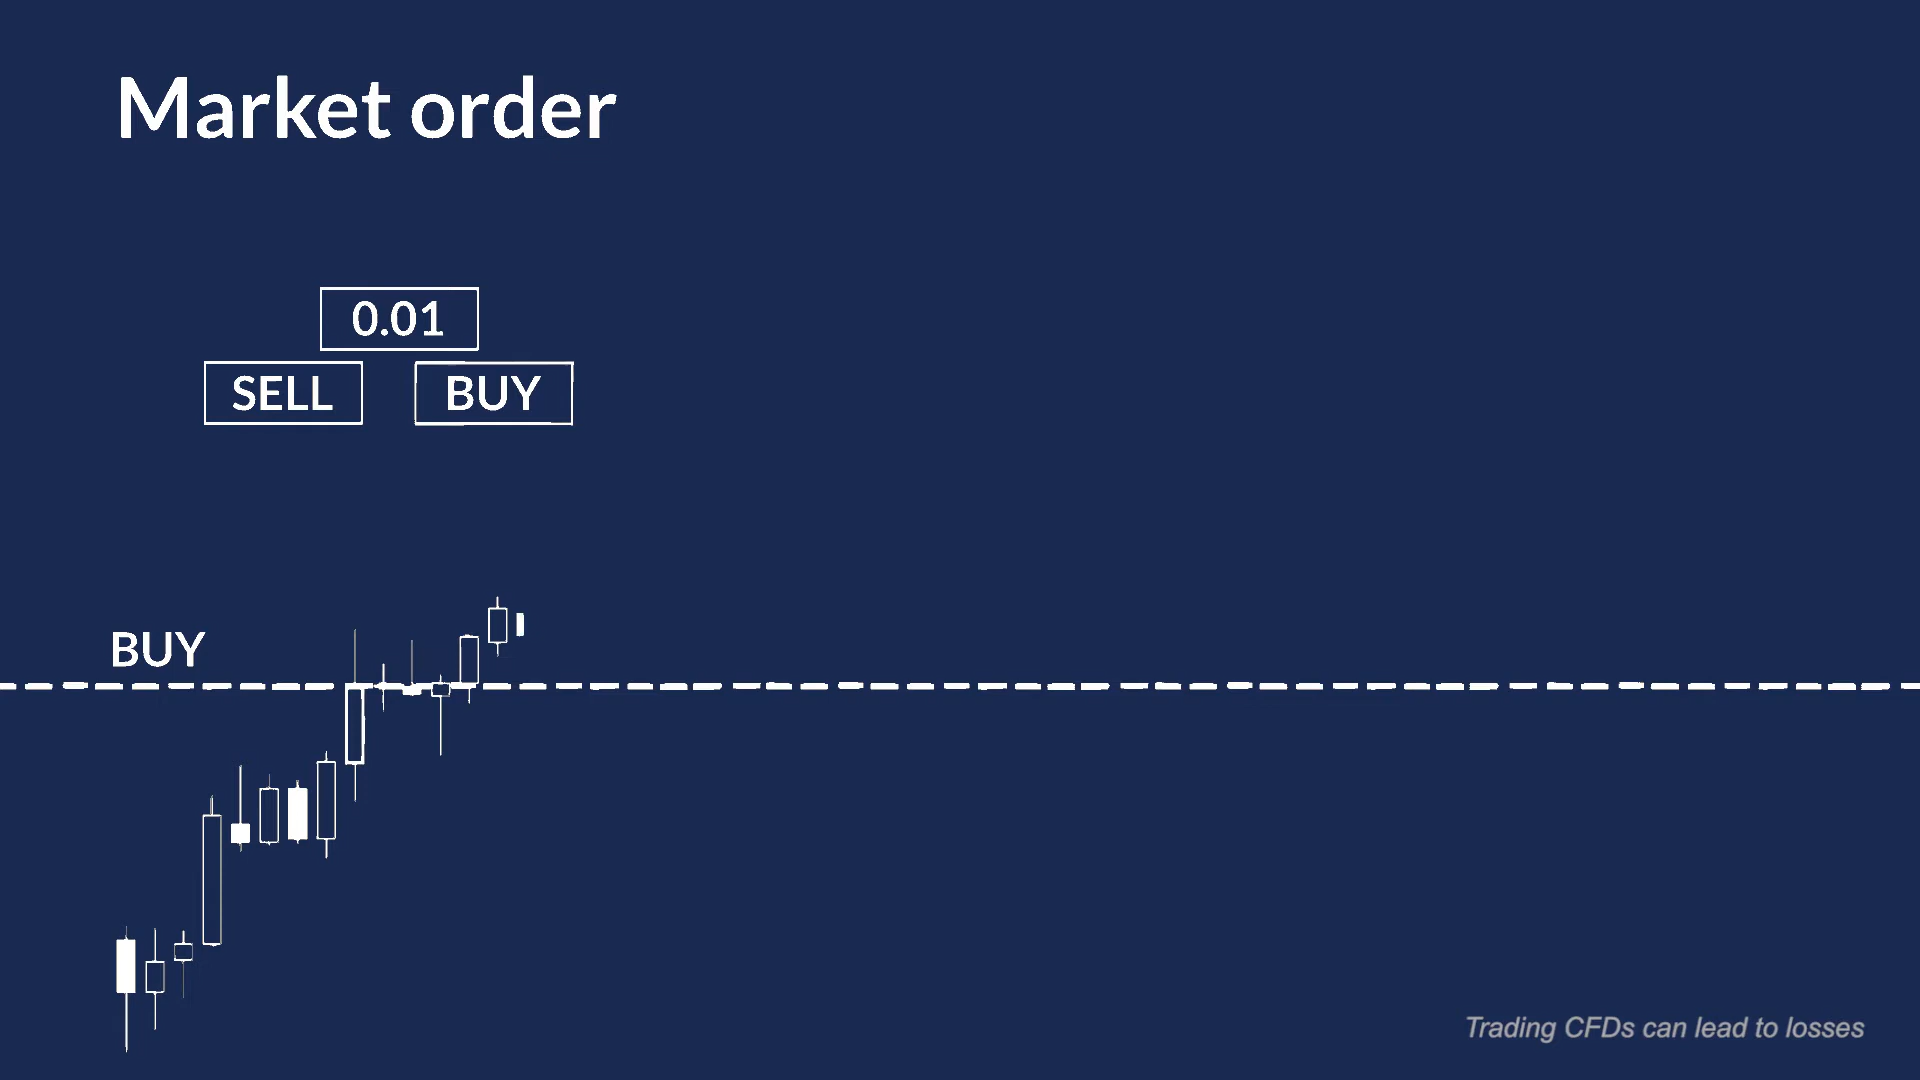 Market order
0.01
SELL
BUY
BUY
Trading CFDs can lead to losses